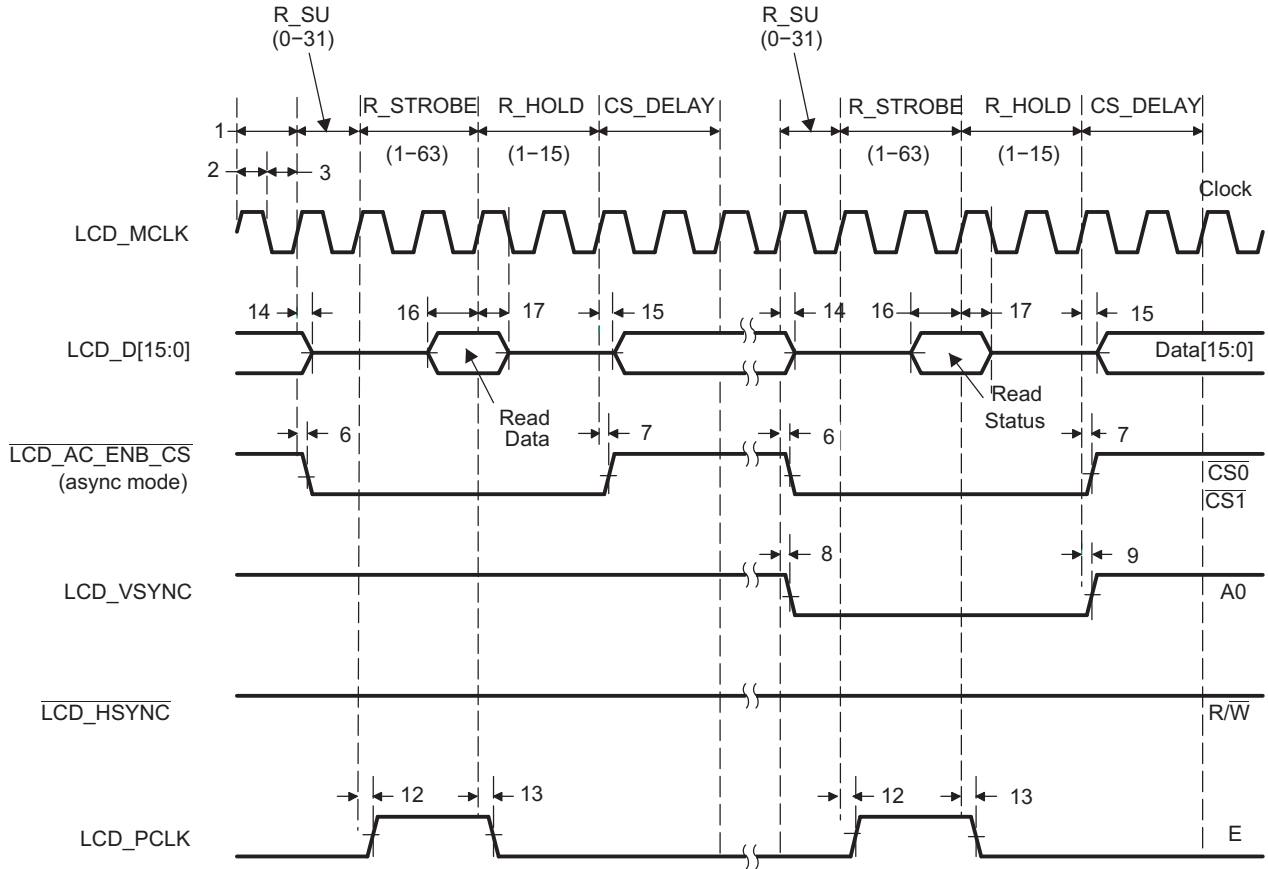 R_SU
(0−31)
R_SU
(0−31)
R_STROBE
R_HOLD
CS_DELAY
R_STROBE
R_HOLD
CS_DELAY
1
(1−63)
(1−15)
(1−63)
(1−15)
2
3
Clock
LCD_MCLK
14
16
17
15
14
16
17
15
LCD_D[15:0]
Data[15:0]
Read
Data
Read
Status
6
7
6
7
LCD_AC_ENB_CS
(async mode)
CS0
CS1
8
9
LCD_VSYNC
A0
LCD_HSYNC
R/W
12
13
12
13
LCD_PCLK
E